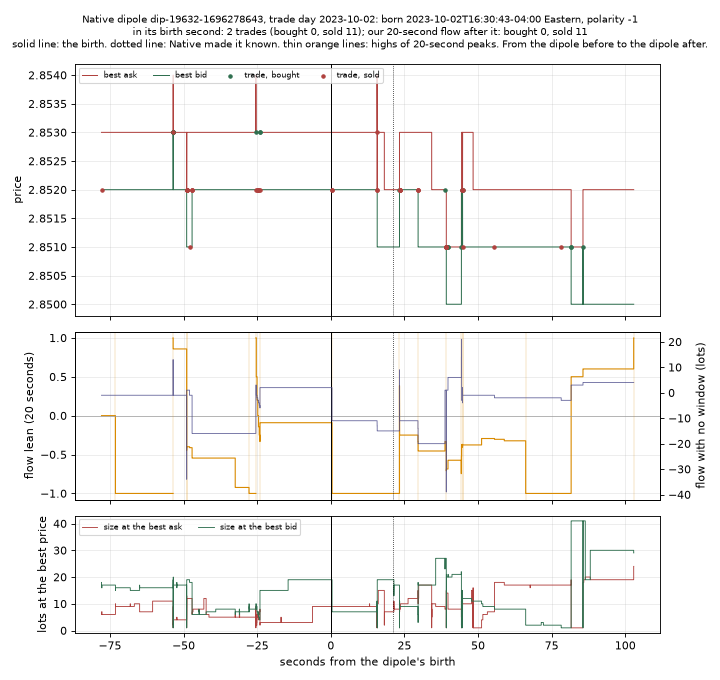 Native dipole dip-19632-1696278643, trade day 2023-10-02: born 2023-10-02T16:30:43-04:00 Eastern, polarity -1
in its birth second: 2 trades (bought 0, sold 11); our 20-second flow after it: bought 0, sold 11
solid line: the birth. dotted line: Native made it known. thin orange lines: highs of 20-second peaks. From the dipole before to the dipole after.
best ask
best bid
trade, bought
trade, sold
2.8540
2.8535
2.8530
2.8525
2.8520
2.8515
2.8510
2.8505
2.8500
price
1.0
0.5
0.0
−0.5
−1.0
flow lean (20 seconds)
20
10
0
−10
−20
−30
−40
flow with no window (lots)
size at the best ask
size at the best bid
40
30
20
10
0
lots at the best price
−75
−50
−25
0
25
50
75
100
seconds from the dipole's birth